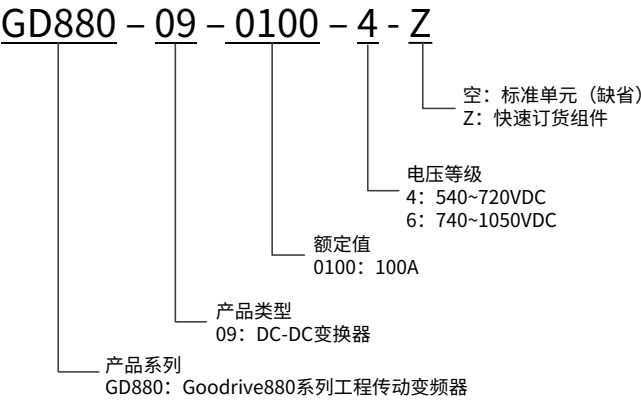 GD880 – 09 – 0100 – 4 - Z
空：标准单元（缺省）
Z：快速订货组件
电压等级
4：540~720VDC
6：740~1050VDC
额定值
0100：100A
产品类型
09：DC-DC变换器
产品系列
GD880：Goodrive880系列工程传动变频器